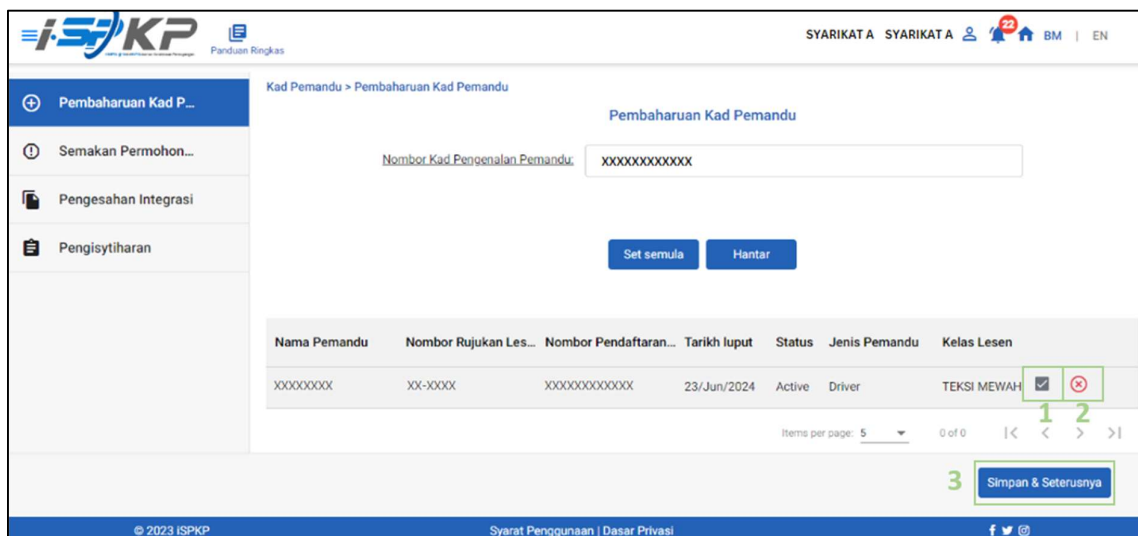 iSPKP
Panduan Ringkas
SYARIKAT A SYARIKAT A 22 BM | EN
Pembaharuan Kad P...
Semakan Permohon...
Pengesahan Integrasi
Pengisytiharan
Kad Pemandu > Pembaharuan Kad Pemandu
Pembaharuan Kad Pemandu
Nombor Kad Pengenalan Pemandu: XXXXXXXXXXXX
Set semula Hantar
Nama Pemandu Nombor Rujukan Les... Nombor Pendaftaran... Tarikh luput Status Jenis Pemandu Kelas Lesen
XXXXXXXX XX-XXXX XXXXXXXXXXXX 23/Jun/2024 Active Driver TEKSI MEWAH
1 2
Items per page: 5 0 of 0
3 Simpan & Seterusnya
© 2023 iSPKP Syarat Penggunaan | Dasar Privasi